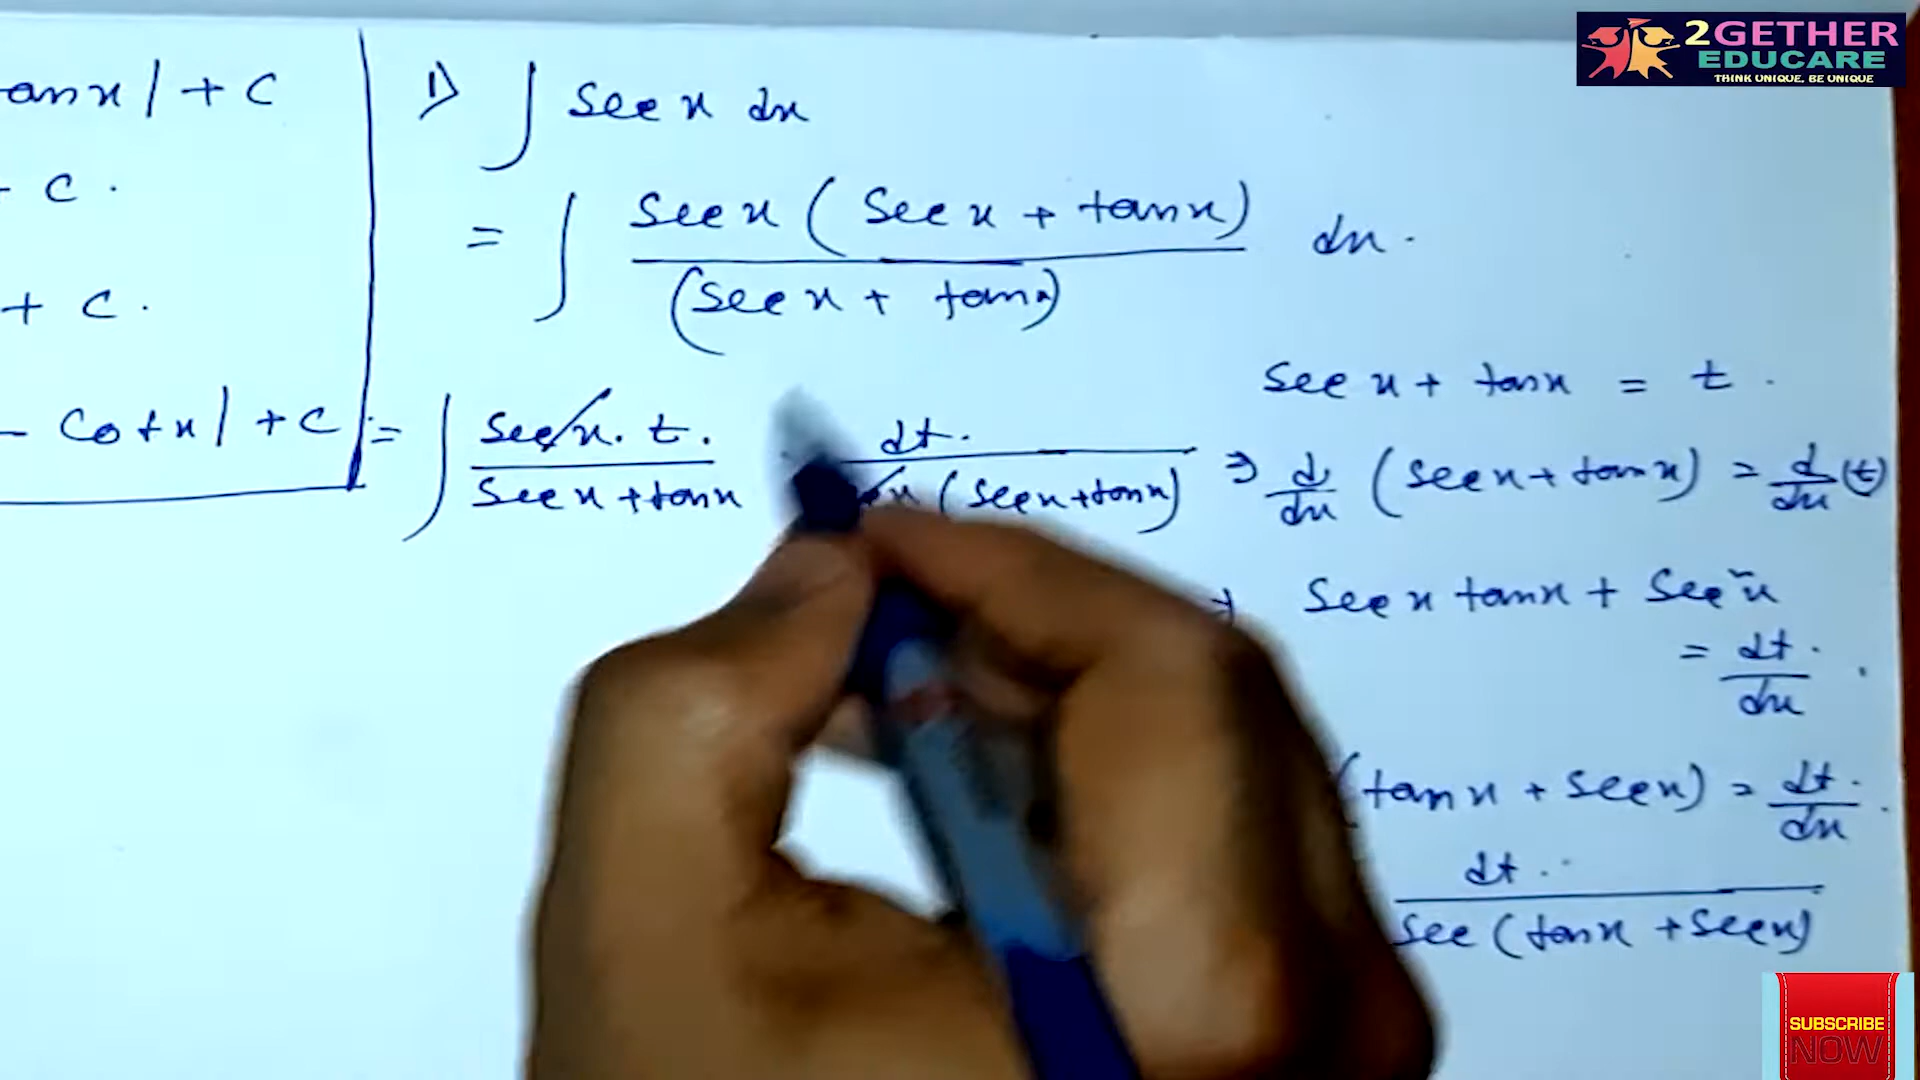 2GETHER
EDUCARE
THINK UNIQUE, BE UNIQUE
tanx| + C
+ C.
+ C.
- Cotx| + C
1) ∫ Sec x dx
= ∫ Sec x (Sec x + tan x) / (Sec x + tan x) dx.
= ∫ Sec x . t. / Sec x + tan x dt. / x (Sec x + tan x)
Sec x + tan x = t.
⇒ d/dx (Sec x + tan x) = d/dx (t)
Sec x tan x + Sec² x
= dt. / dx.
(tan x + Sec x) = dt. / dx.
dt. / Sec (tan x + Sec x)
SUBSCRIBE
NOW